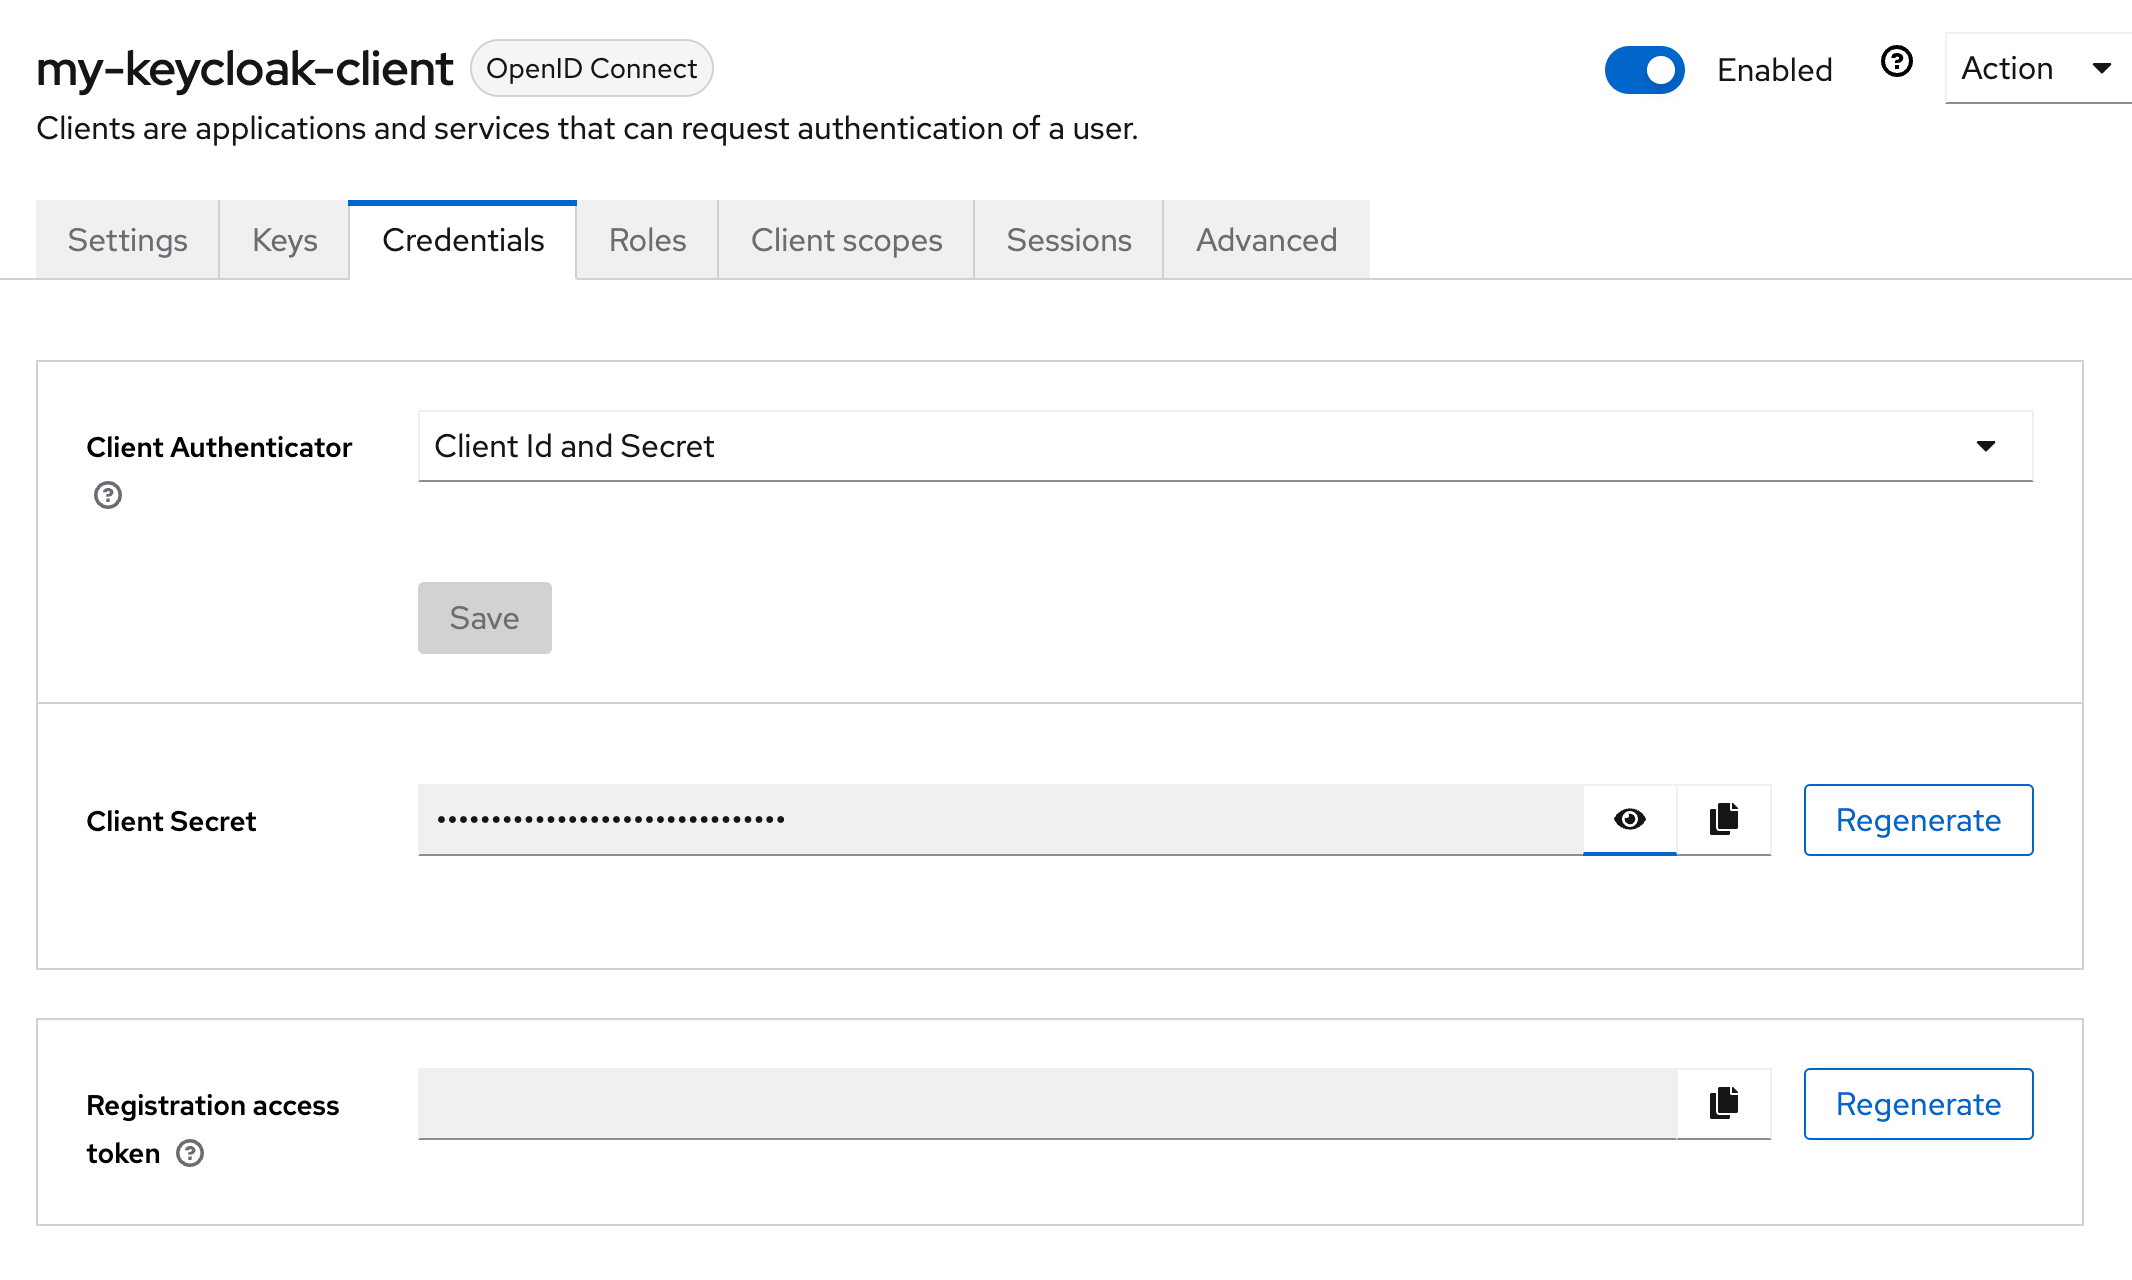 my-keycloak-client OpenID Connect Enabled Action
Clients are applications and services that can request authentication of a user.
Settings Keys Credentials Roles Client scopes Sessions Advanced
Client Authenticator Client Id and Secret
Save
Client Secret •••••••••••••••••••••••••••••••• Regenerate
Registration access Regenerate
token